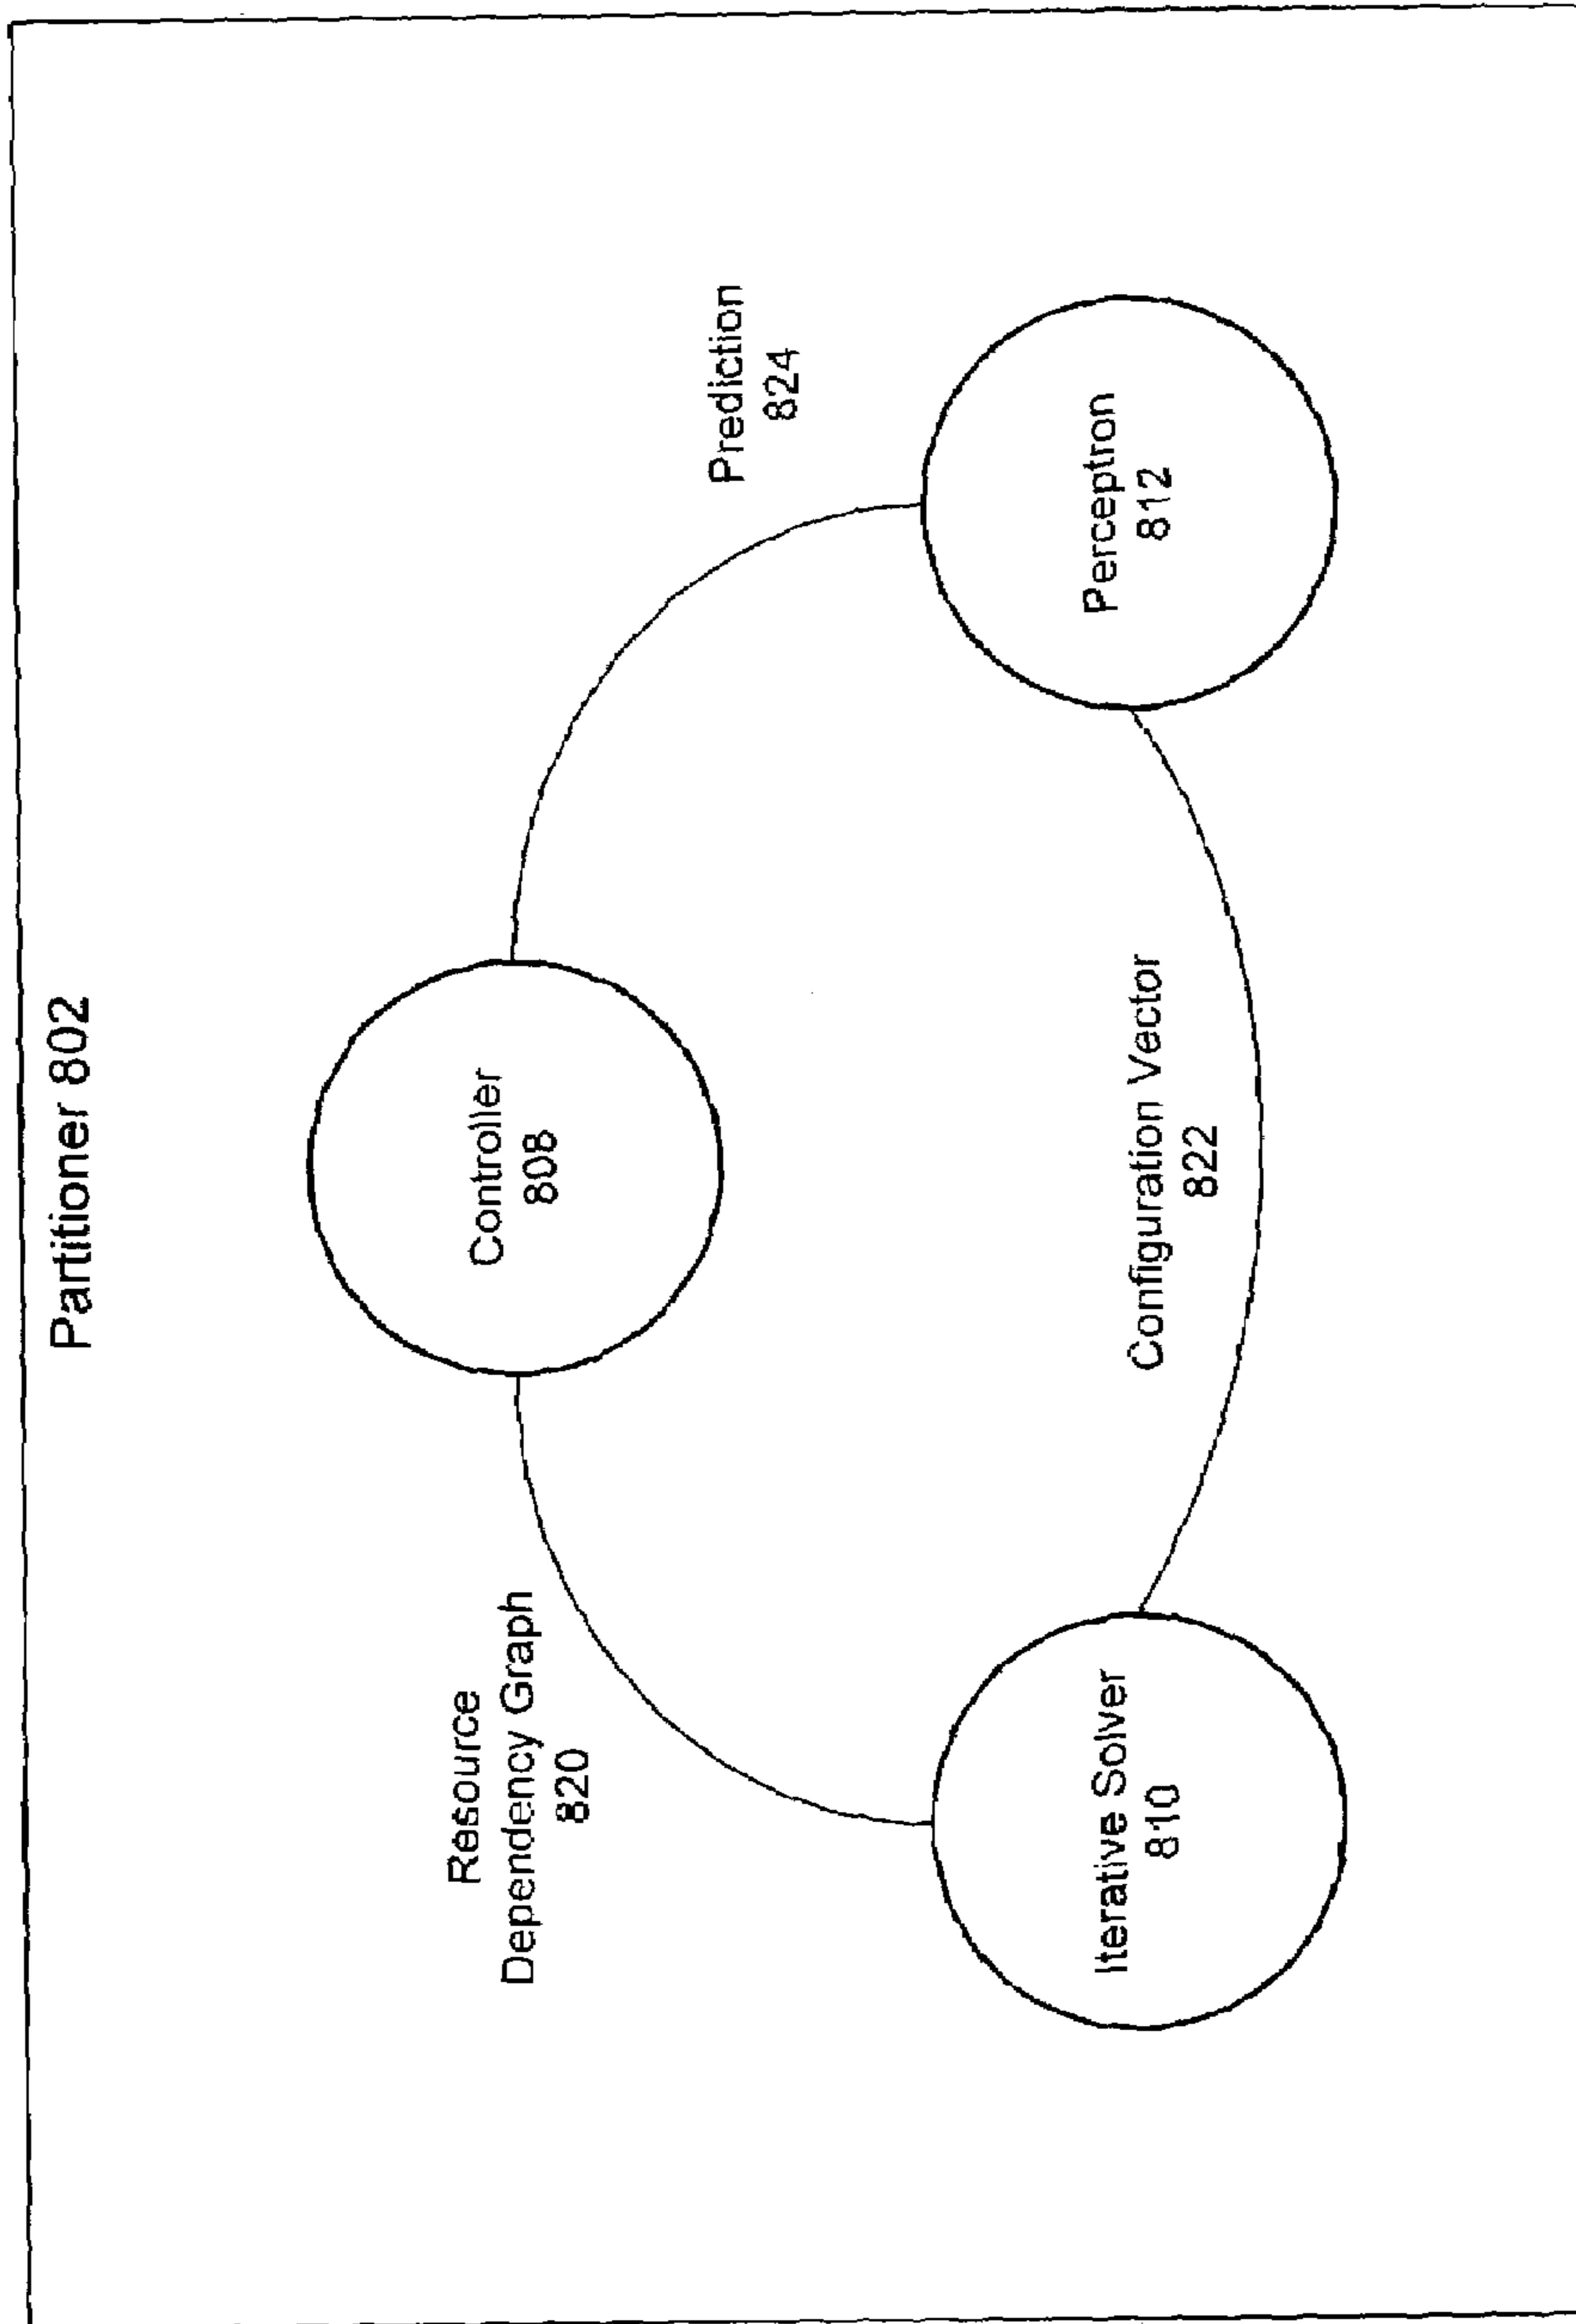 Partitioner 802
Controller
808
Resource
Dependency Graph
820
Prediction
824
Iterative Solver
810
Configuration Vector
822
Perceptron
812